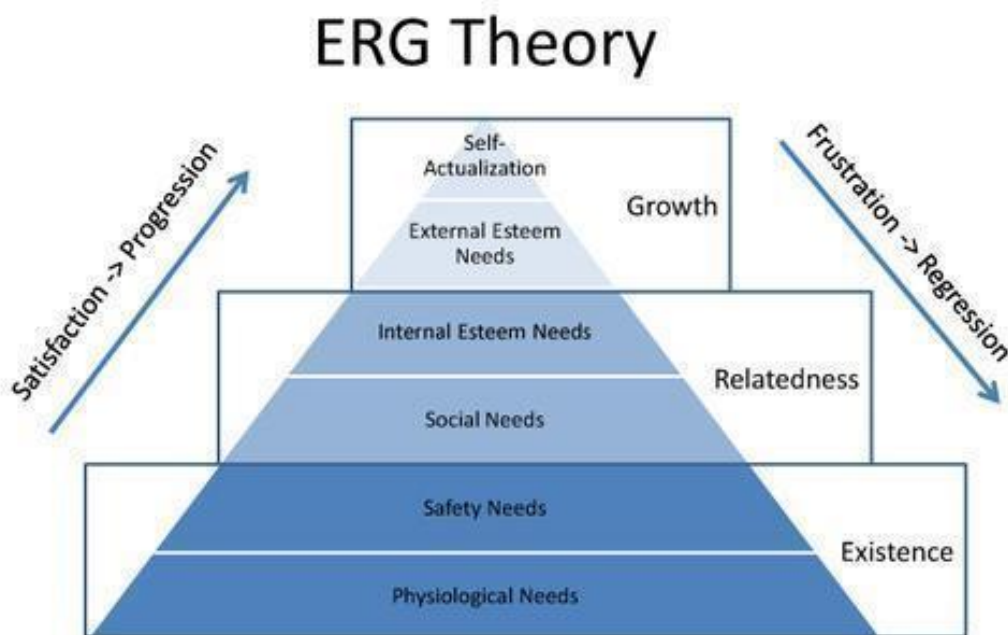 ERG Theory
Satisfaction -> Progression
Frustration -> Regression
Self-
Actualization
Growth
External Esteem
Needs
Internal Esteem Needs
Relatedness
Social Needs
Safety Needs
Existence
Physiological Needs